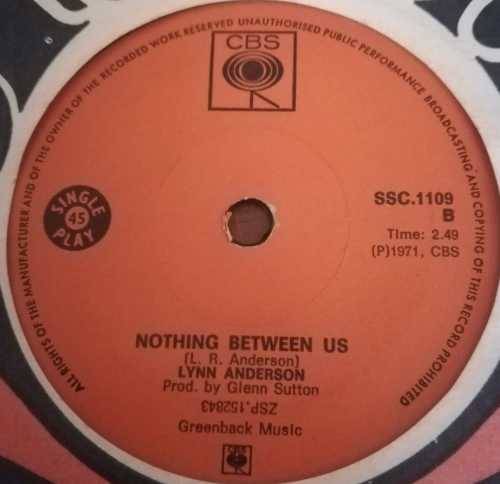 ALL RIGHTS OF THE MANUFACTURER AND OF THE OWNER OF THE RECORDED WORK RESERVED UNAUTHORISED PUBLIC PERFORMANCE BROADCASTING AND COPYING OF THIS RECORD PROHIBITED
CBS
SINGLE
45
PLAY
SSC.1109
B
Time: 2.49
(P)1971, CBS
NOTHING BETWEEN US
(L. R. Anderson)
LYNN ANDERSON
Prod. by Glenn Sutton
ZSP.152843
Greenback Music
CBS